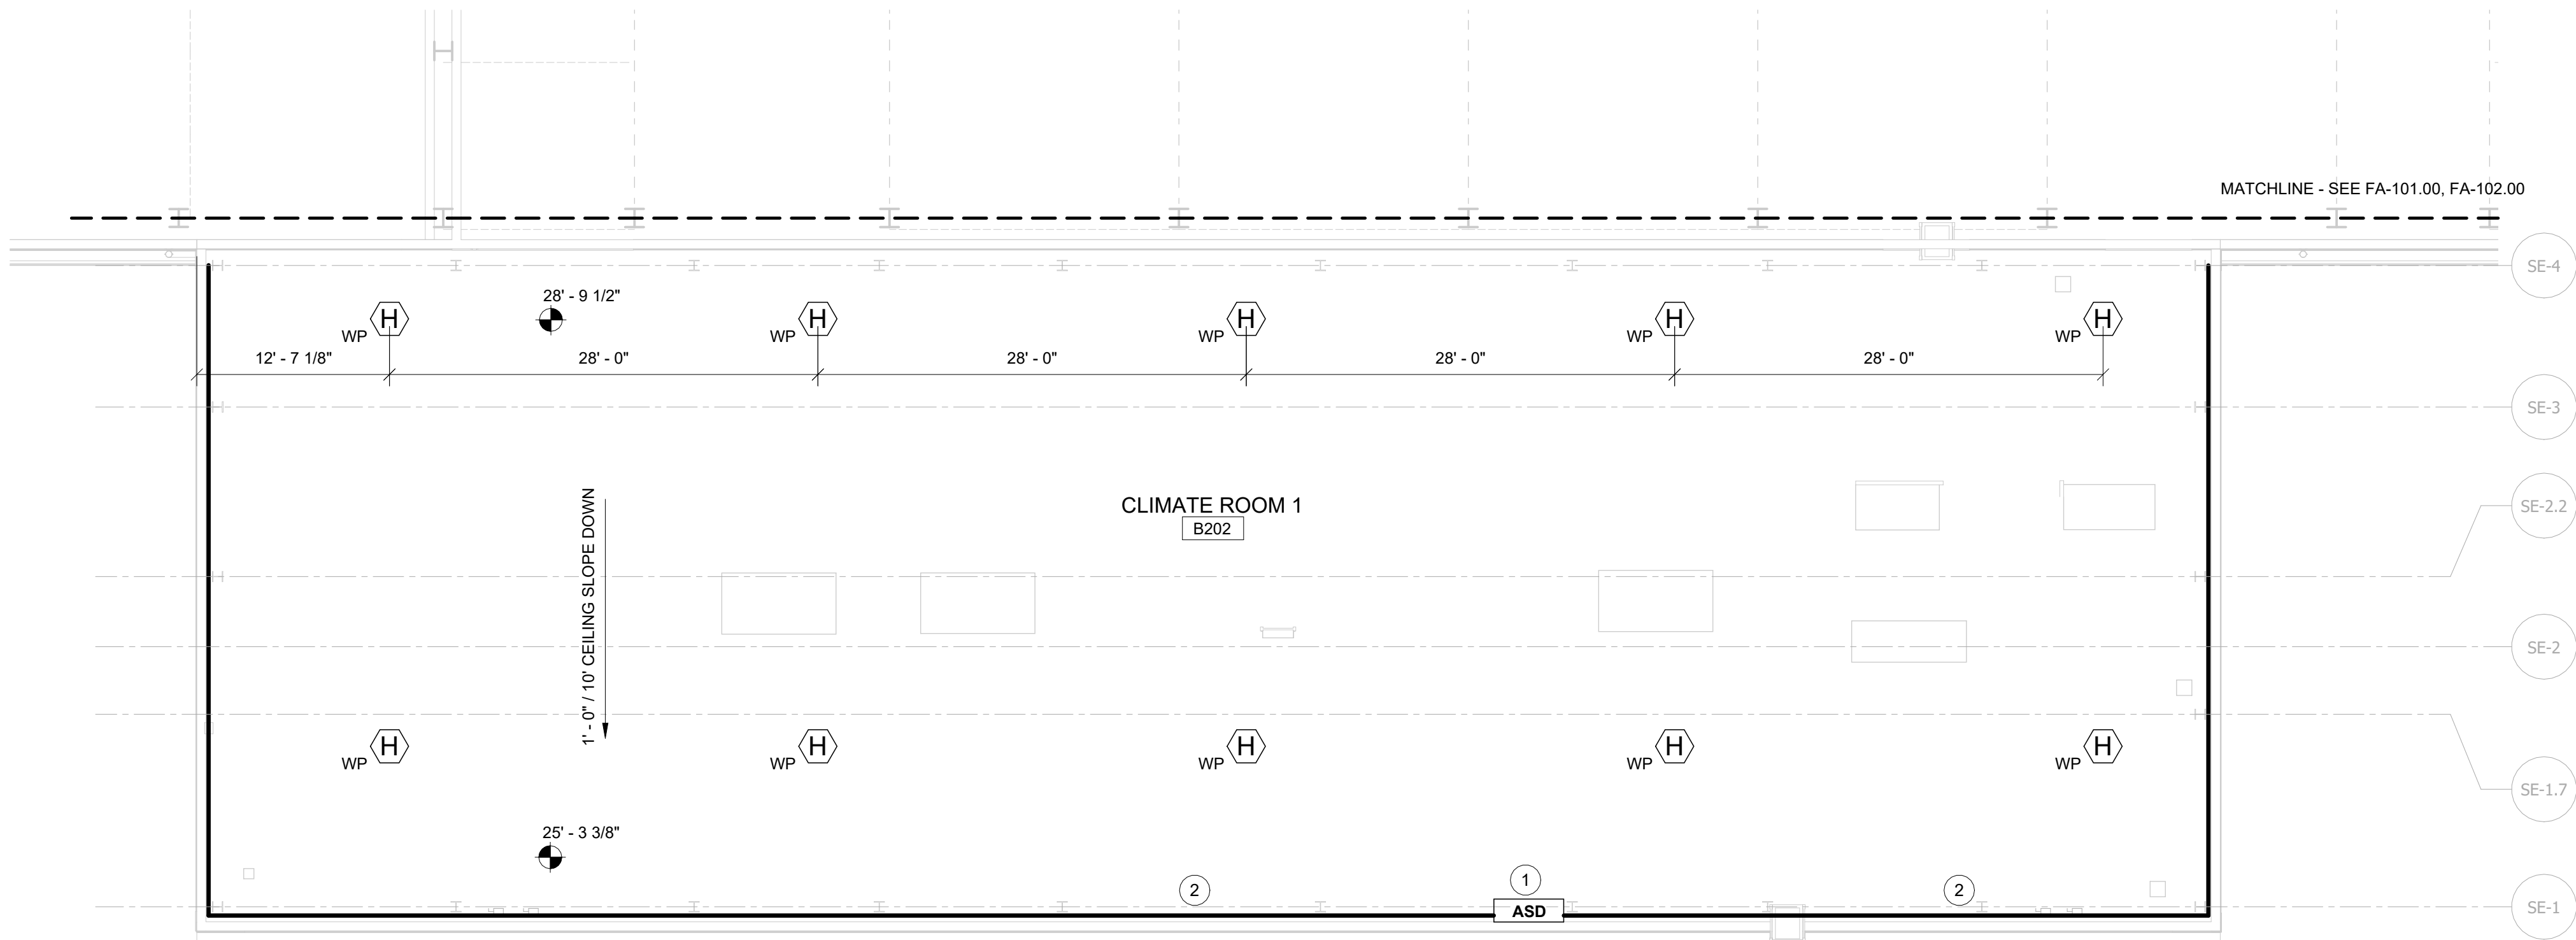 MATCHLINE - SEE FA-101.00, FA-102.00
SE-4
28' - 9 1/2"
H
H
H
H
H
WP
WP
WP
WP
WP
12' - 7 1/8"
28' - 0"
28' - 0"
28' - 0"
28' - 0"
SE-3
CLIMATE ROOM 1
B202
SE-2.2
1' - 0" / 10' CEILING SLOPE DOWN
SE-2
H
H
H
H
H
WP
WP
WP
WP
WP
SE-1.7
25' - 3 3/8"
2
1
2
ASD
SE-1